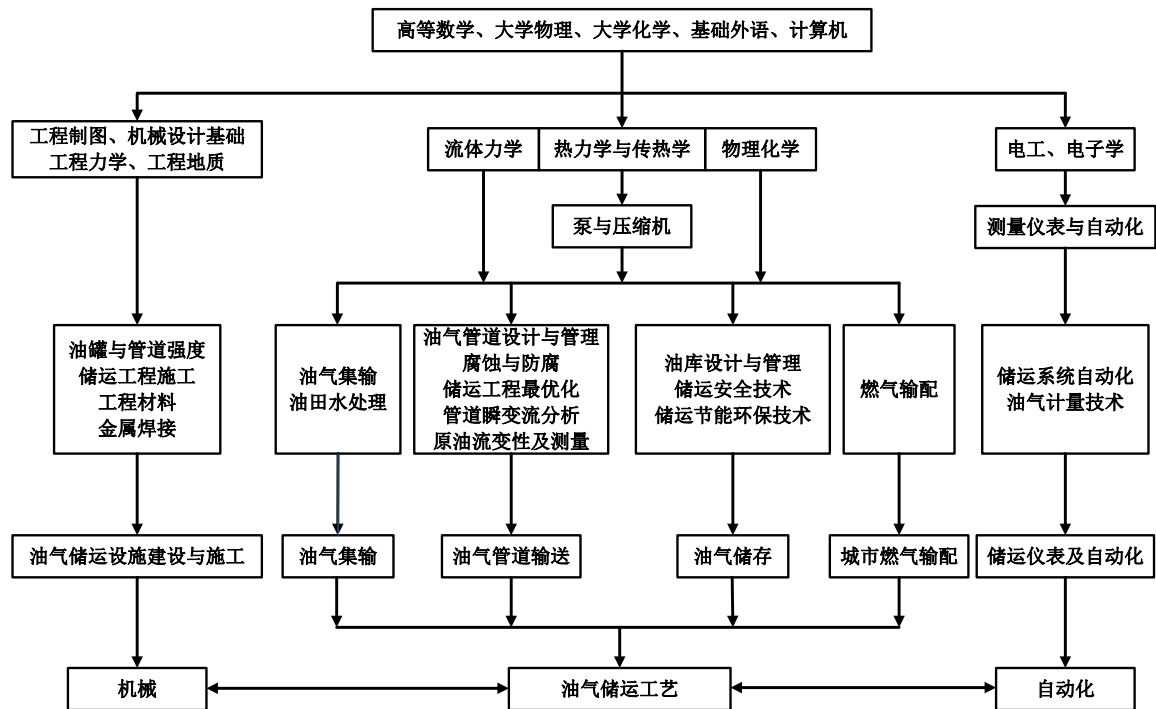 高等数学、大学物理、大学化学、基础外语、计算机
工程制图、机械设计基础
工程力学、工程地质
流体力学
热力学与传热学
物理化学
电工、电子学
泵与压缩机
测量仪表与自动化
油罐与管道强度
储运工程施工
工程材料
金属焊接
油气集输
油田水处理
油气管道设计与管理
腐蚀与防腐
储运工程最优化
管道瞬变流分析
原油流变性及测量
油库设计与管理
储运安全技术
储运节能环保技术
燃气输配
储运系统自动化
油气计量技术
油气储运设施建设与施工
油气集输
油气管道输送
油气储存
城市燃气输配
储运仪表及自动化
机械
油气储运工艺
自动化